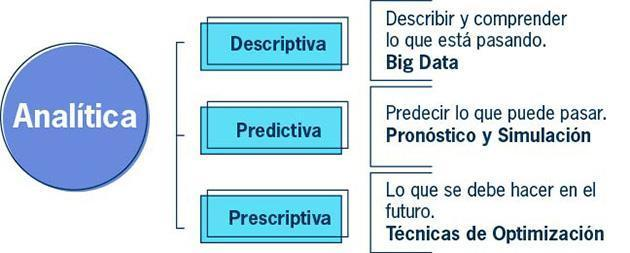 Analítica
Descriptiva
Describir y comprender
lo que está pasando.
Big Data
Predictiva
Predecir lo que puede pasar.
Pronóstico y Simulación
Prescriptiva
Lo que se debe hacer en el
futuro.
Técnicas de Optimización